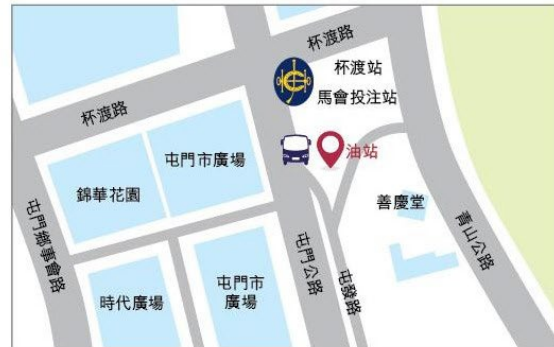 杯渡路
杯渡站
馬會投注站
杯渡路
油站
屯門市廣場
錦華花園
善慶堂
屯門鄉事會路
屯門公路
青山公路
屯發路
時代廣場
屯門市
廣場